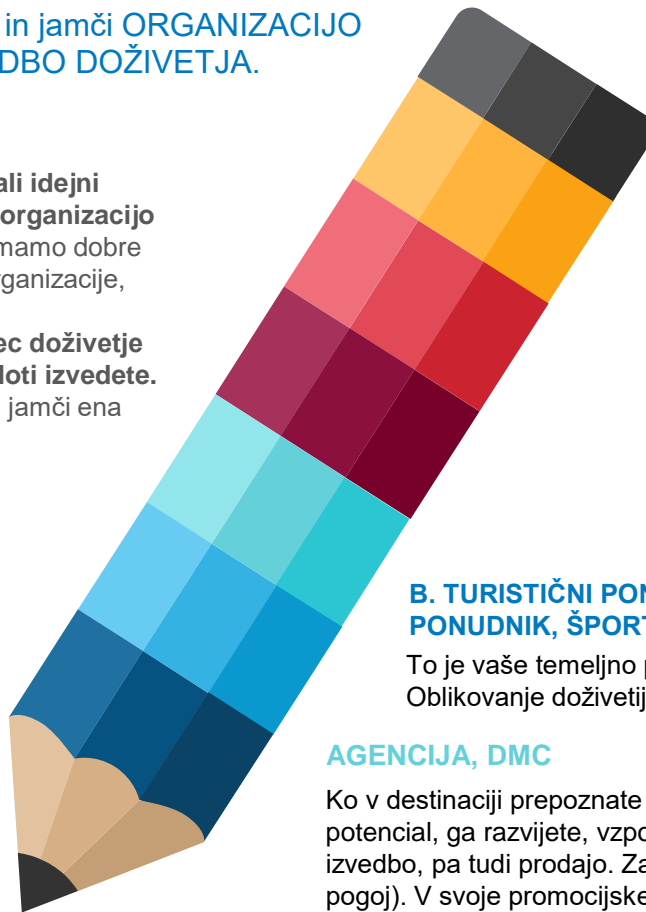 in jamči ORGANIZACIJO
DBO DOŽIVETJA.
ali idejni
organizacijo
mamo dobre
ganizacije,
ec doživetje
loti izvedete.
jamči ena
B. TURISTIČNI PON
PONUDNIK, ŠPORT
To je vaše temeljno p
Oblikovanje doživetij
AGENCIJA, DMC
Ko v destinaciji prepoznate
potencial, ga razvijete, vzpo
izvedbo, pa tudi prodajo. Za
pogoj). V svoje promocijske